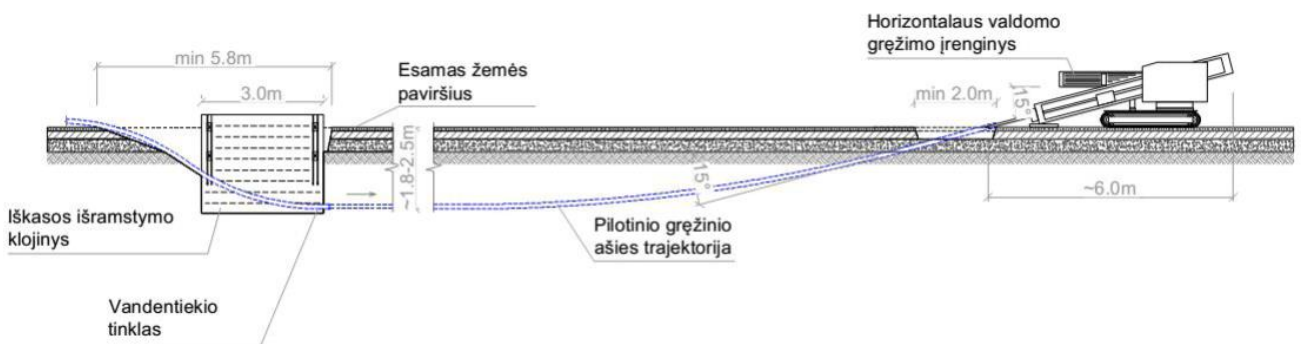 Horizontalaus valdomo
gręžimo įrenginys
min 5.8m
Esamas žemės
paviršius
3.0m
min 2.0m
15°
~1.8-2.5m
15°
~6.0m
Iškasos išramstymo
klojinys
Pilotinio gręžinio
ašies trajektorija
Vandentiekio
tinklas